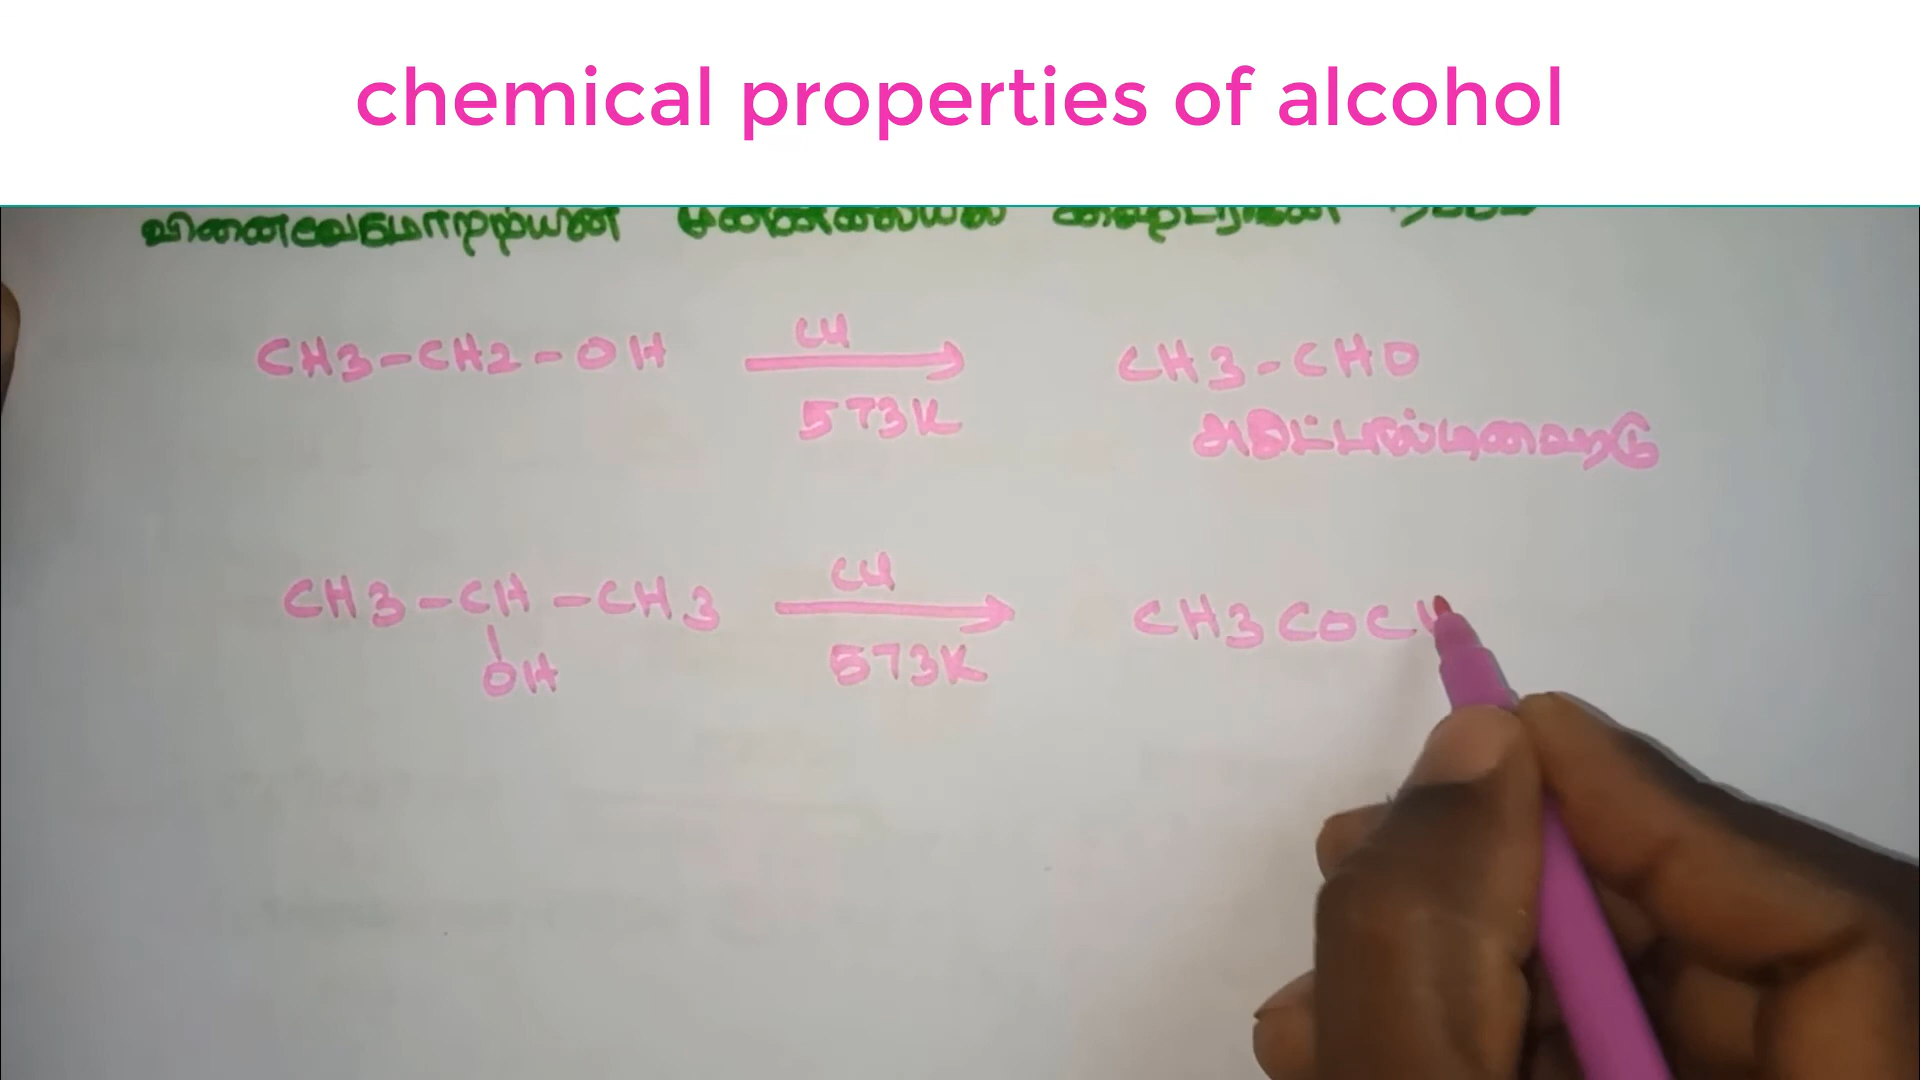 chemical properties of alcohol
CH3-CH2-OH Cu 573K CH3-CHO
அசிட்டால்டிஹைடு
CH3-CH-CH3 Cu 573K CH3COC
OH